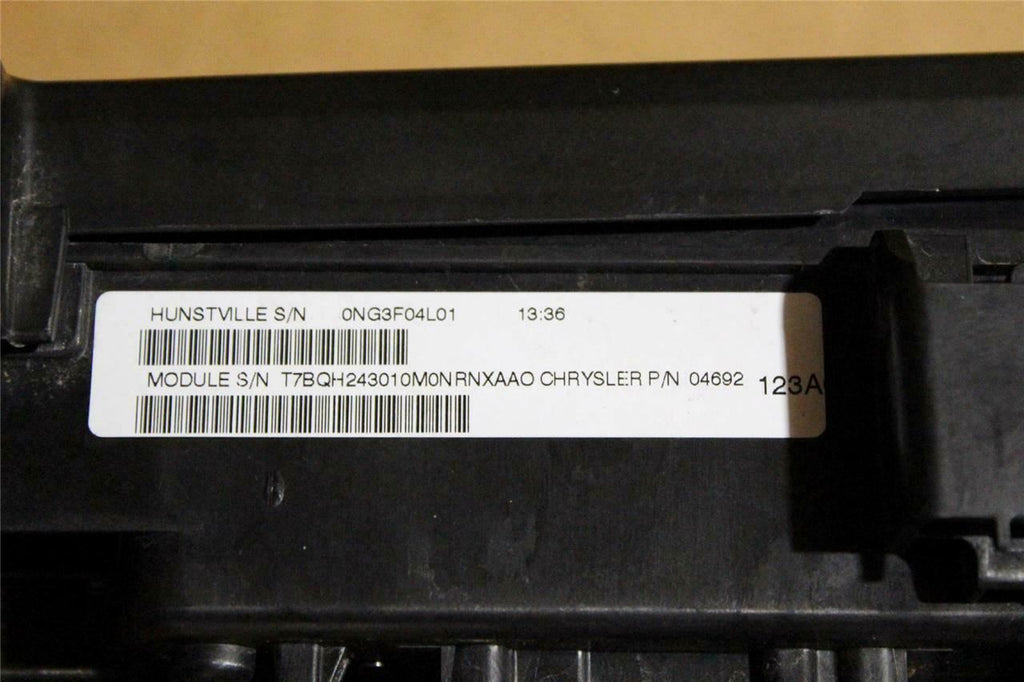 HUNSTVILLE S/N 0NG3F04L01 13:36
MODULE S/N T7BQH243010M0NRNXAAO CHRYSLER P/N 04692 123A